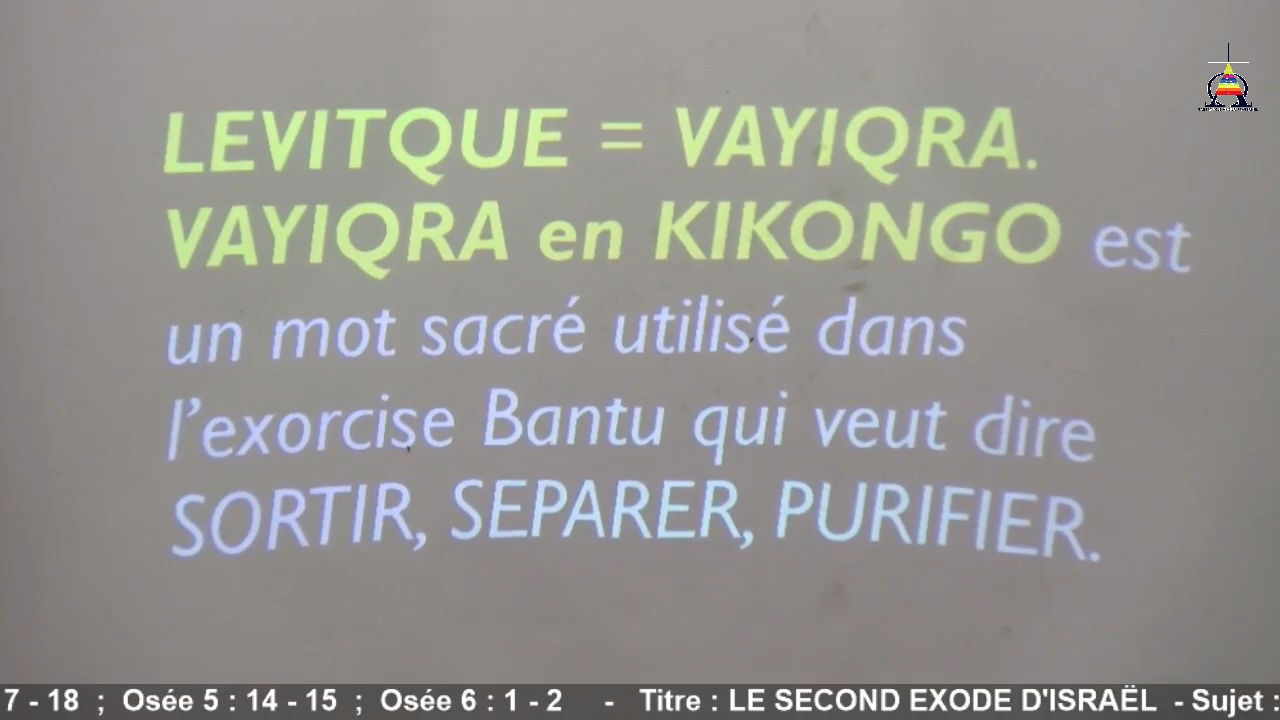 LEVITQUE = VAYIQRA.
VAYIQRA en KIKONGO est
un mot sacré utilisé dans
l'exorcise Bantu qui veut dire
SORTIR, SEPARER, PURIFIER.
7 - 18 ; Osée 5 : 14 - 15 ; Osée 6 : 1 - 2 - Titre : LE SECOND EXODE D'ISRAËL - Sujet :